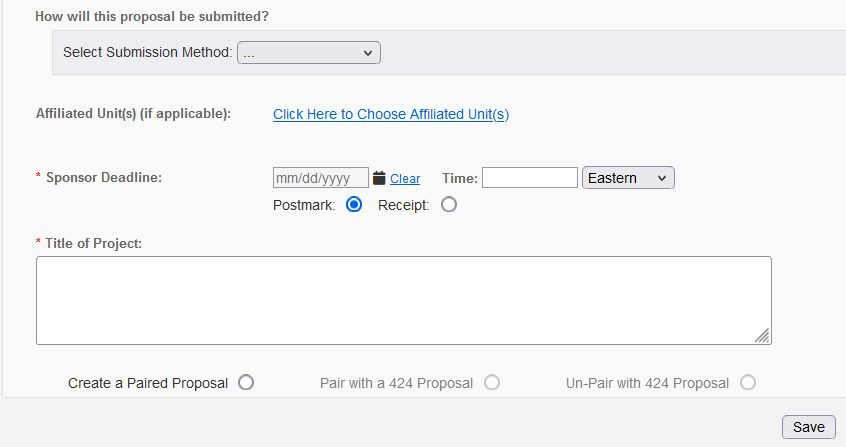 How will this proposal be submitted?
Select Submission Method: ...
Affiliated Unit(s) (if applicable): Click Here to Choose Affiliated Unit(s)
* Sponsor Deadline: mm/dd/yyyy Clear Time: Eastern
Postmark: Receipt:
* Title of Project:
Create a Paired Proposal Pair with a 424 Proposal Un-Pair with 424 Proposal
Save